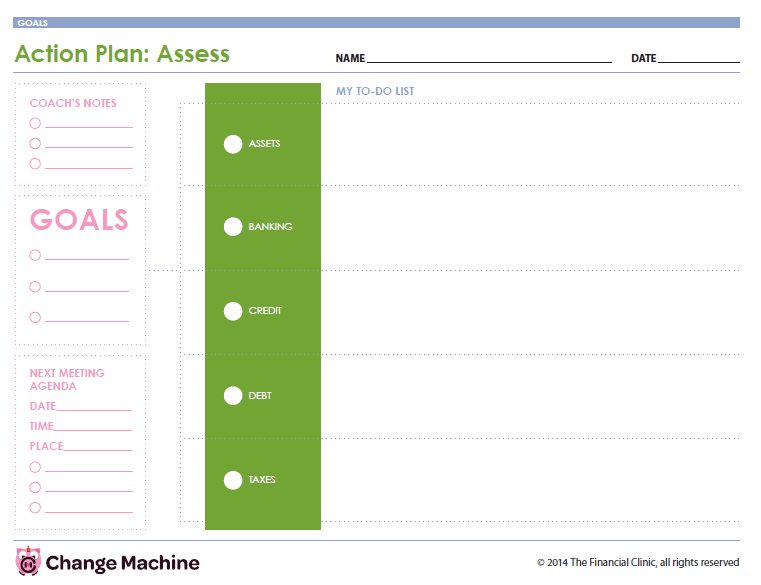 GOALS
Action Plan: Assess
NAME
DATE
COACH'S NOTES
GOALS
NEXT MEETING
AGENDA
DATE
TIME
PLACE
MY TO-DO LIST
ASSETS
BANKING
CREDIT
DEBT
TAXES
Change Machine
© 2014 The Financial Clinic, all rights reserved